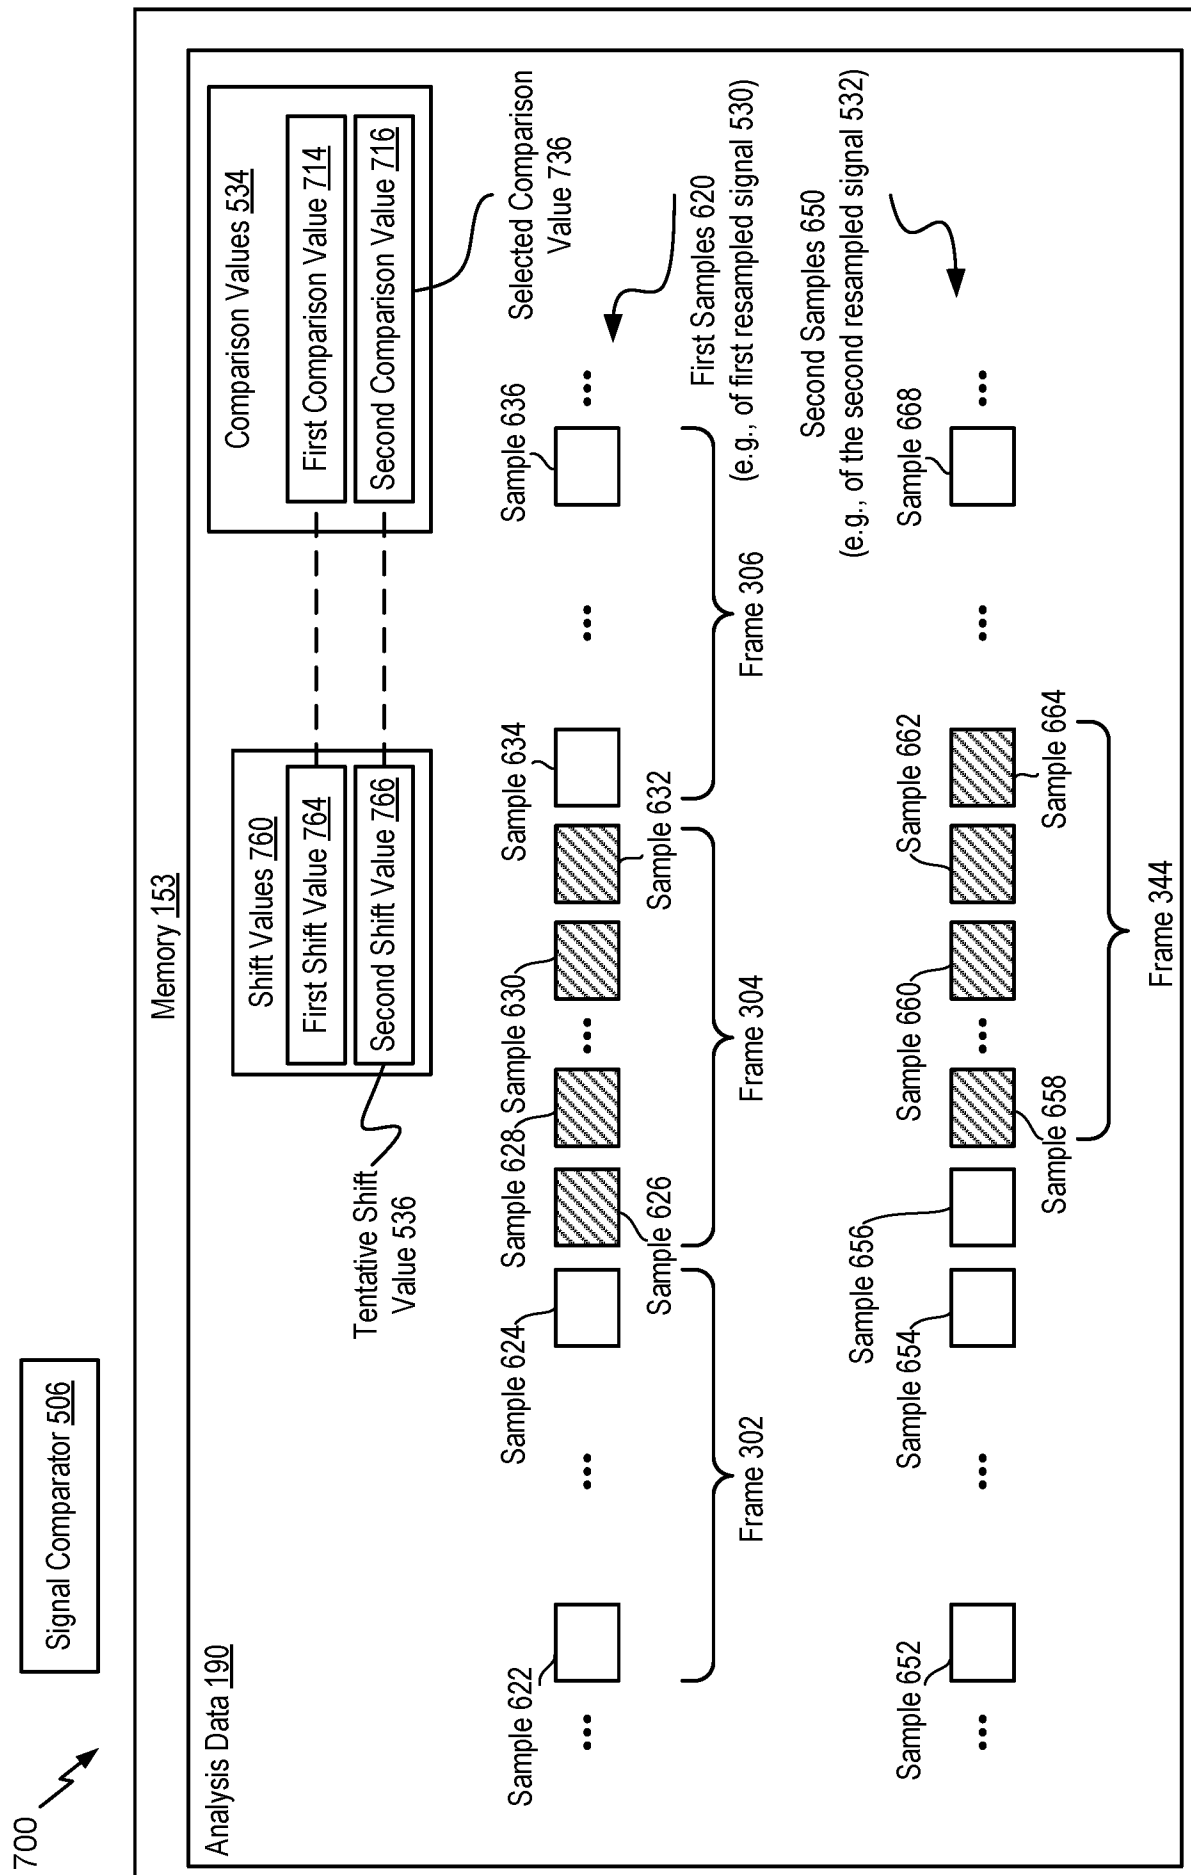 700
Signal Comparator 506
Memory 153
Analysis Data 190
Shift Values 760
First Shift Value 764
Second Shift Value 766
Tentative Shift
Value 536
Comparison Values 534
First Comparison Value 714
Second Comparison Value 716
Selected Comparison
Value 736
Sample 622
Sample 624
Sample 628
Sample 630
Sample 634
Sample 636
...
...
...
...
...
Sample 626
Sample 632
First Samples 620
(e.g., of first resampled signal 530)
Frame 302
Frame 304
Frame 306
Second Samples 650
(e.g., of the second resampled signal 532)
Sample 656
Sample 652
Sample 654
Sample 660
Sample 662
Sample 668
...
...
...
...
...
Sample 658
Sample 664
Frame 344